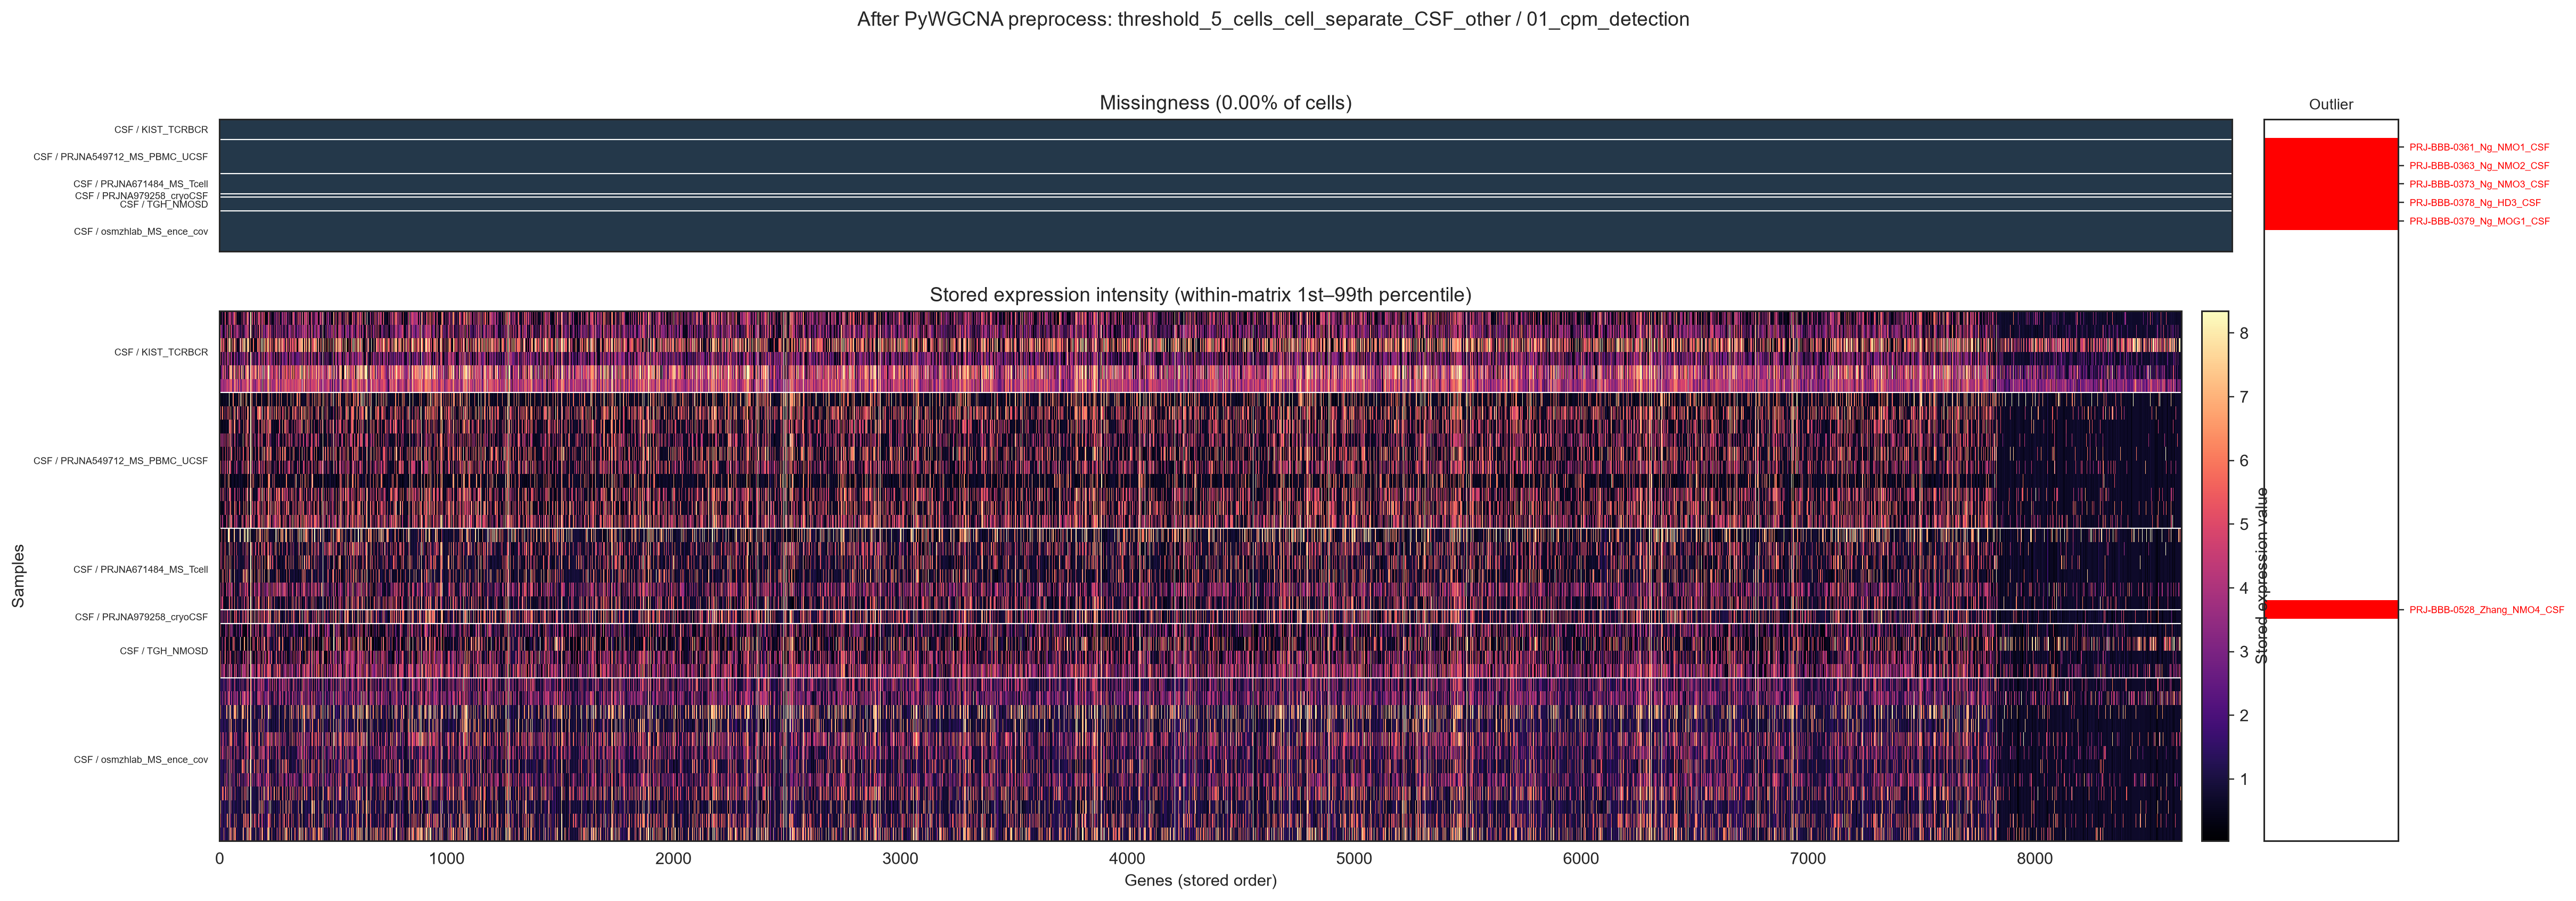 After PyWGCNA preprocess: threshold_5_cells_cell_separate_CSF_other / 01_cpm_detection
Missingness (0.00% of cells)
CSF / KIST_TCRBCR
CSF / PRJNA549712_MS_PBMC_UCSF
CSF / PRJNA671484_MS_Tcell
CSF / PRJNA979258_cryoCSF
CSF / TGH_NMOSD
CSF / osmzhlab_MS_ence_cov
Outlier
PRJ-BBB-0361_Ng_NMO1_CSF
PRJ-BBB-0363_Ng_NMO2_CSF
PRJ-BBB-0373_Ng_NMO3_CSF
PRJ-BBB-0378_Ng_HD3_CSF
PRJ-BBB-0379_Ng_MOG1_CSF
PRJ-BBB-0528_Zhang_NMO4_CSF
Stored expression intensity (within-matrix 1st–99th percentile)
Samples
CSF / KIST_TCRBCR
CSF / PRJNA549712_MS_PBMC_UCSF
CSF / PRJNA671484_MS_Tcell
CSF / PRJNA979258_cryoCSF
CSF / TGH_NMOSD
CSF / osmzhlab_MS_ence_cov
0 1000 2000 3000 4000 5000 6000 7000 8000
Genes (stored order)
8
7
6
5
4
3
2
1
Stored expression value